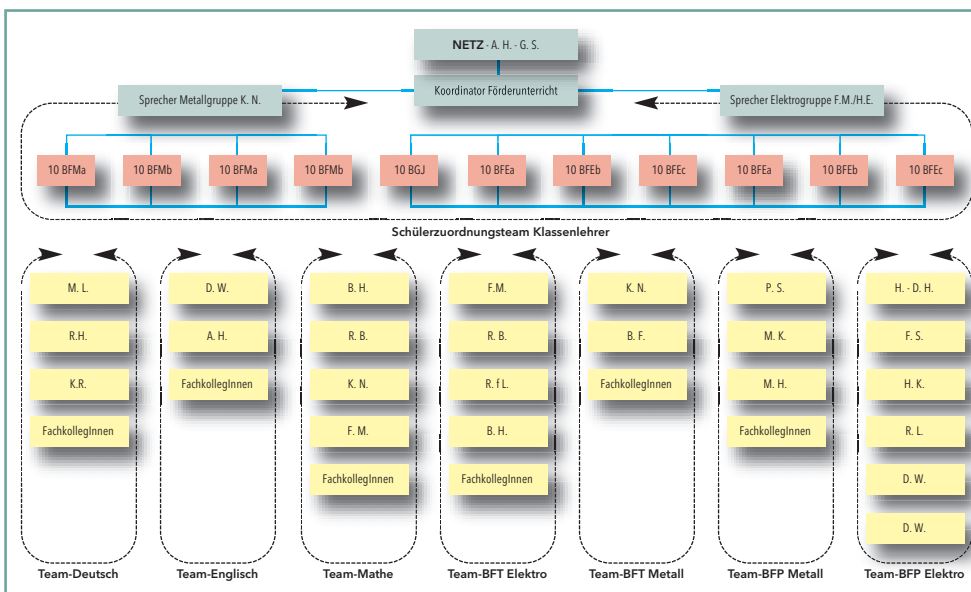 NETZ - A. H. - G. S.
Koordinator Förderunterricht
Sprecher Metallgruppe K. N.
Sprecher Elektrogruppe F.M./H.E.
10 BFMa
10 BFMb
10 BFMa
10 BFMb
10 BGJ
10 BFEa
10 BFEb
10 BFEc
10 BFEa
10 BFEb
10 BFEc
Schülerzuordnungsteam Klassenlehrer
M. L.
R.H.
K.R.
FachkollegInnen
Team-Deutsch
D. W.
A. H.
FachkollegInnen
Team-Englisch
B. H.
R. B.
K. N.
F. M.
FachkollegInnen
Team-Mathe
F.M.
R. B.
R. f L.
B. H.
FachkollegInnen
Team-BFT Elektro
K. N.
B. F.
FachkollegInnen
Team-BFT Metall
P. S.
M. K.
M. H.
FachkollegInnen
Team-BFP Metall
H. - D. H.
F. S.
H. K.
R. L.
D. W.
D. W.
Team-BFP Elektro